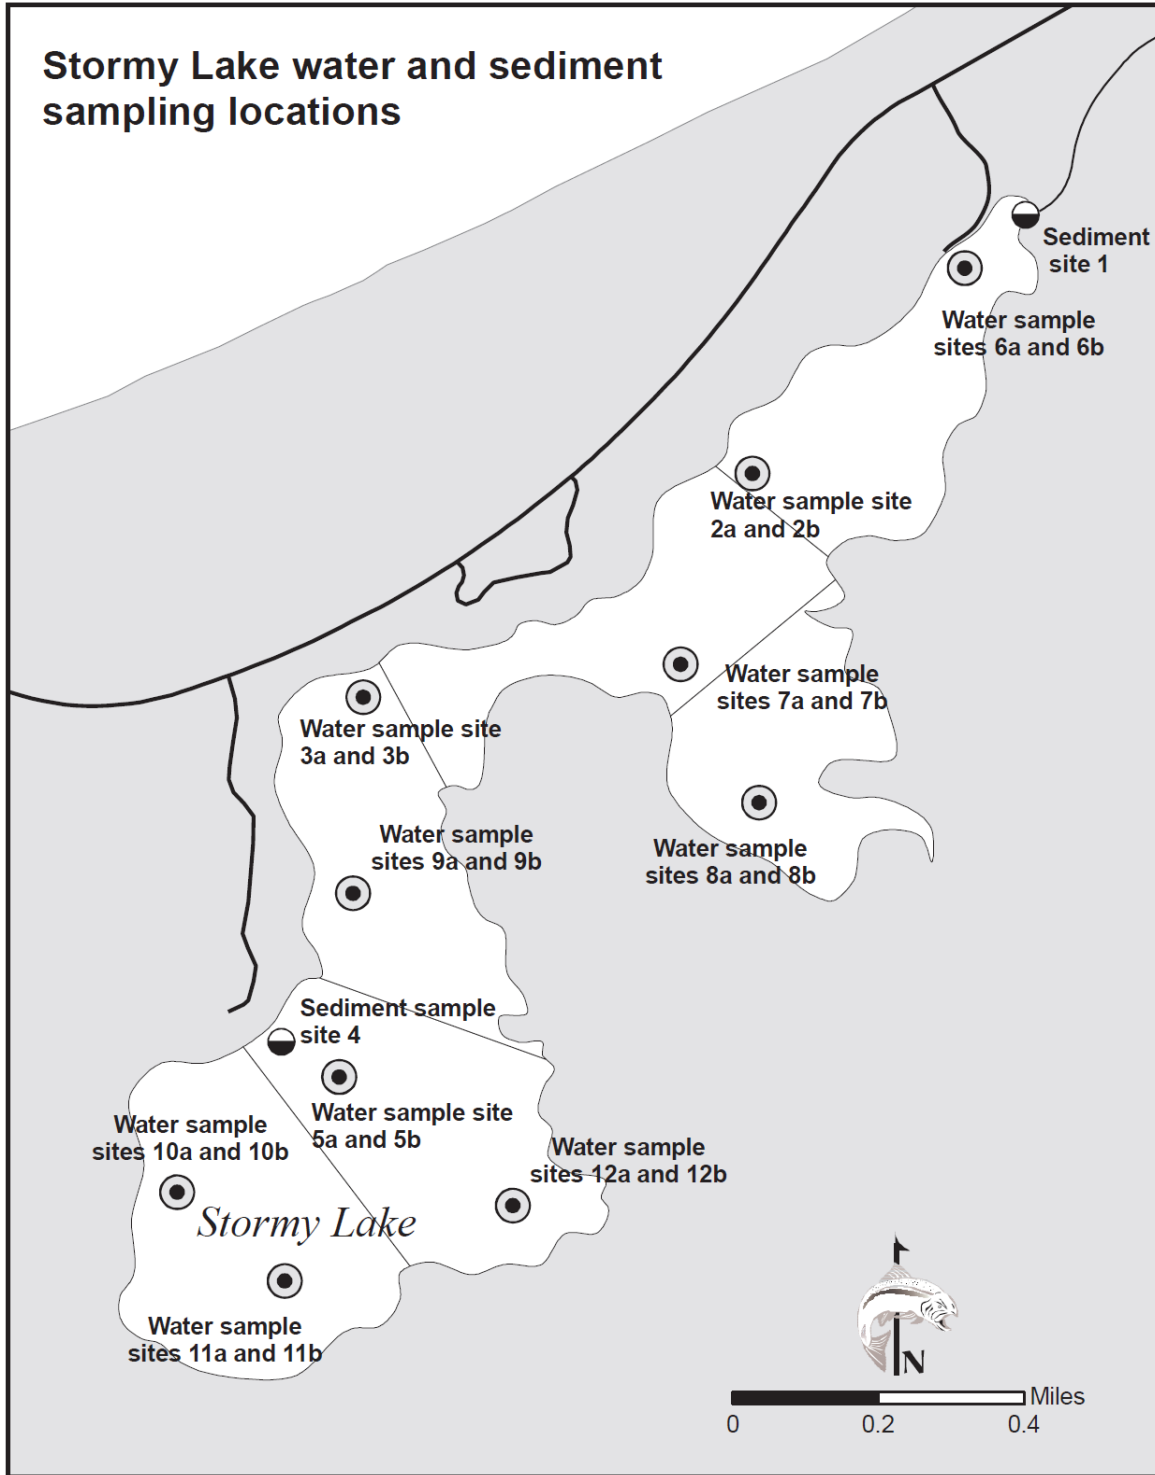 Stormy Lake water and sediment
sampling locations
Sediment
site 1
Water sample
sites 6a and 6b
Water sample site
2a and 2b
Water sample
sites 7a and 7b
Water sample site
3a and 3b
Water sample
sites 9a and 9b
Water sample
sites 8a and 8b
Sediment sample
site 4
Water sample site
5a and 5b
Water sample
sites 10a and 10b
Water sample
sites 12a and 12b
Stormy Lake
Water sample
sites 11a and 11b
N
Miles
0 0.2 0.4